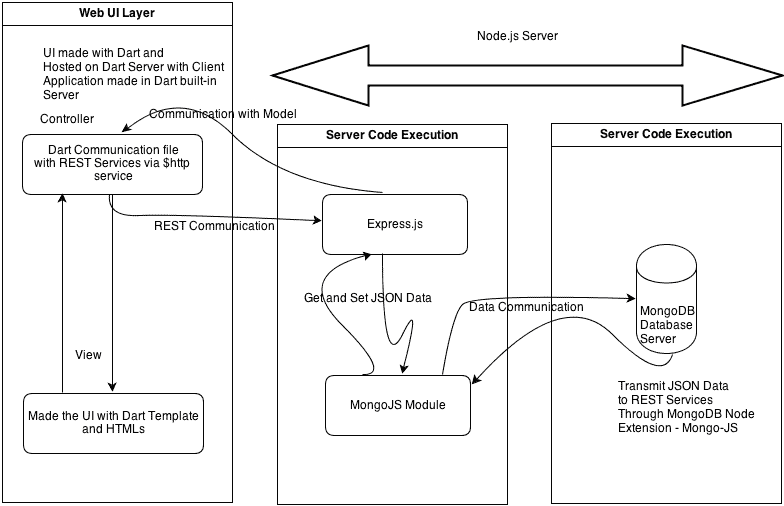 Web UI Layer
UI made with Dart and
Hosted on Dart Server with Client
Application made in Dart built-in
Server
Controller
Dart Communication file
with REST Services via $http
service
View
Made the UI with Dart Template
and HTMLs
Communication with Model
REST Communication
Node.js Server
Server Code Execution
Express.js
Get and Set JSON Data
MongoJS Module
Data Communication
Server Code Execution
MongoDB
Database
Server
Transmit JSON Data
to REST Services
Through MongoDB Node
Extension - Mongo-JS